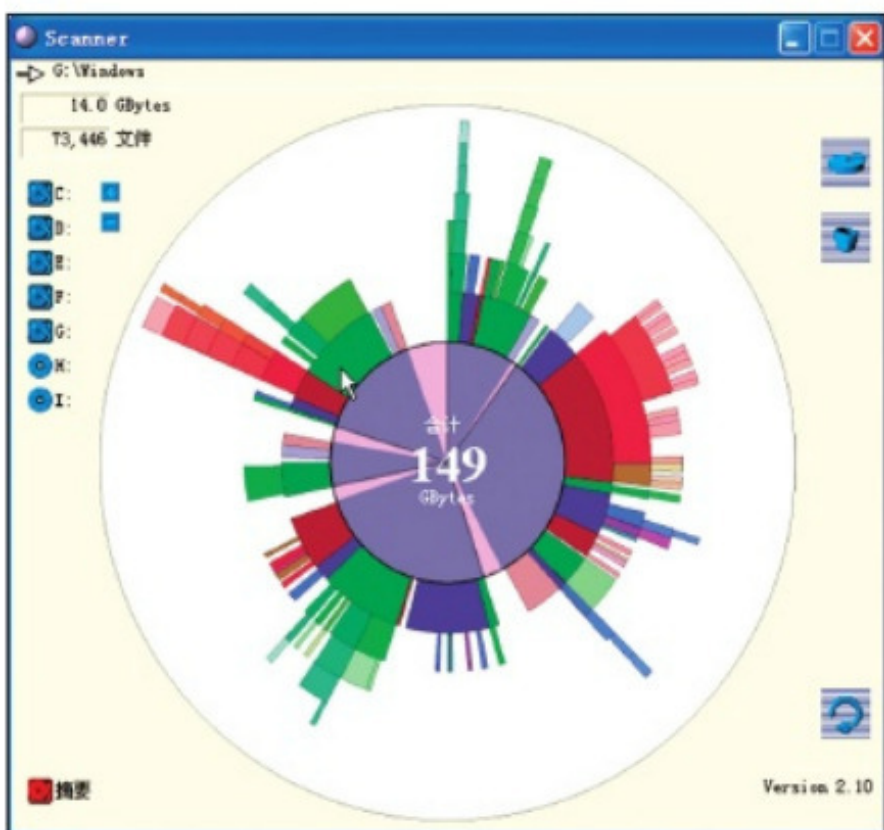 Scanner
G:\Windows
14.0 GBytes
73,446 文件
C:
D:
E:
F:
G:
H:
I:
合计
149
GBytes
摘要
Version 2.10